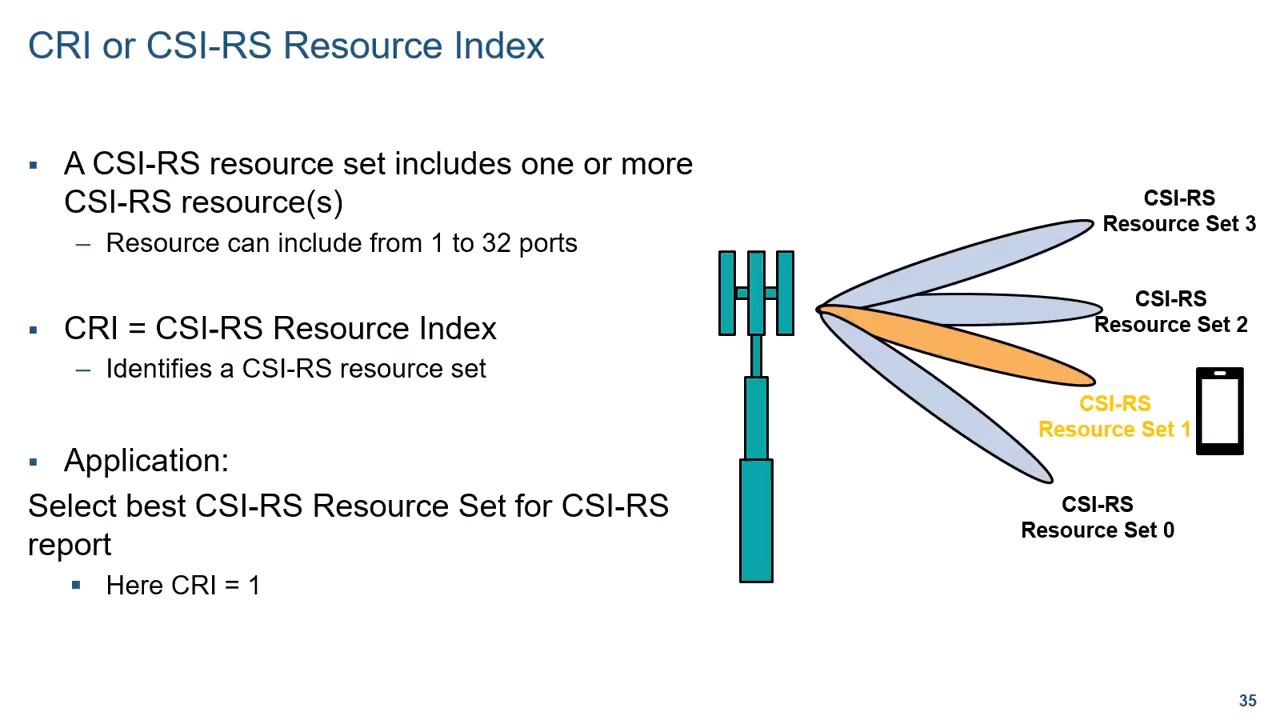 CRI or CSI-RS Resource Index
▪ A CSI-RS resource set includes one or more
CSI-RS resource(s)
– Resource can include from 1 to 32 ports
▪ CRI = CSI-RS Resource Index
– Identifies a CSI-RS resource set
▪ Application:
Select best CSI-RS Resource Set for CSI-RS
report
▪ Here CRI = 1
CSI-RS
Resource Set 3
CSI-RS
Resource Set 2
CSI-RS
Resource Set 1
CSI-RS
Resource Set 0
35